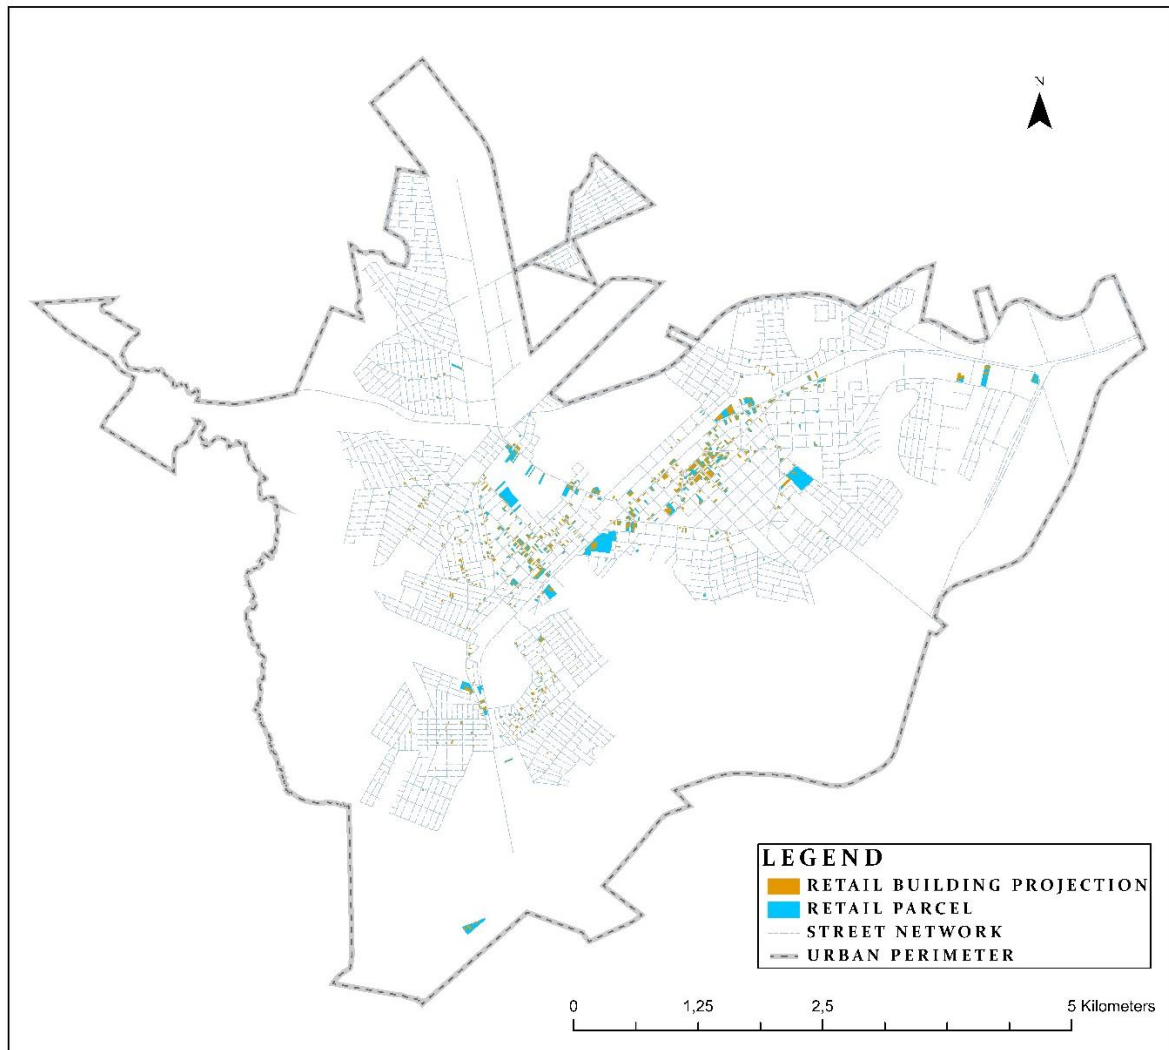 N
LEGEND
RETAIL BUILDING PROJECTION
RETAIL PARCEL
STREET NETWORK
URBAN PERIMETER
0 1,25 2,5 5 Kilometers